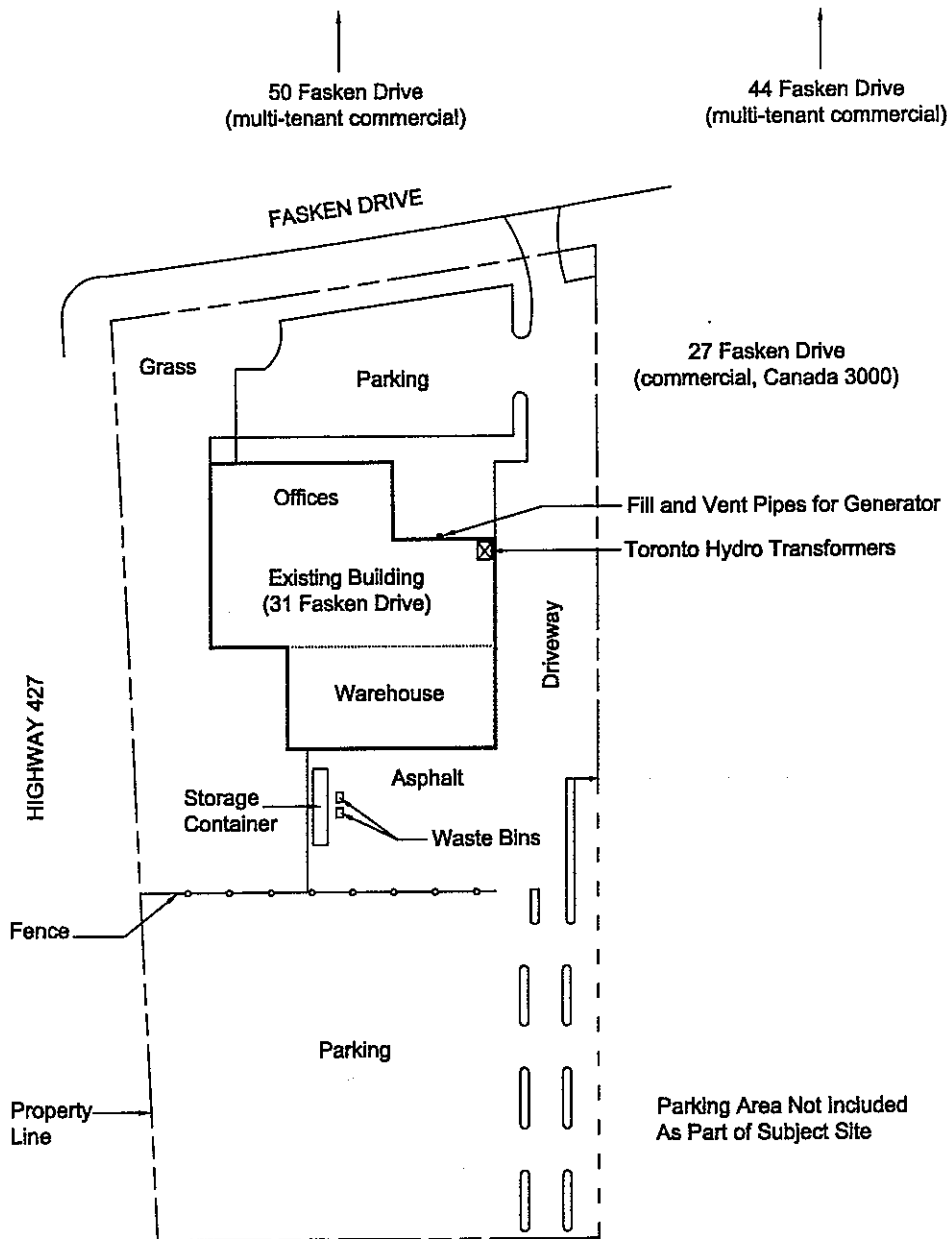 50 Fasken Drive
(multi-tenant commercial)
44 Fasken Drive
(multi-tenant commercial)
FASKEN DRIVE
Grass
Parking
27 Fasken Drive
(commercial, Canada 3000)
Offices
Fill and Vent Pipes for Generator
Toronto Hydro Transformers
Existing Building
(31 Fasken Drive)
Driveway
Warehouse
HIGHWAY 427
Asphalt
Storage
Container
Waste Bins
Fence
Parking
Property
Line
Parking Area Not Included
As Part of Subject Site